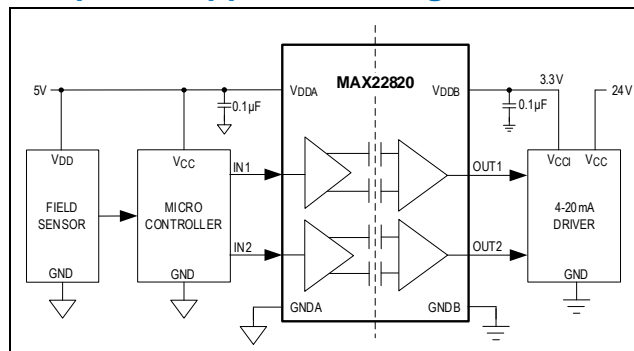 5V
0.1µF
VDDA
MAX22820
VDDB
3.3V
24V
0.1µF
VDD
FIELD
SENSOR
GND
VCC
MICRO
CONTROLLER
GND
IN1
IN2
OUT1
OUT2
VCCI
VCC
4-20mA
DRIVER
GND
GNDA
GNDB